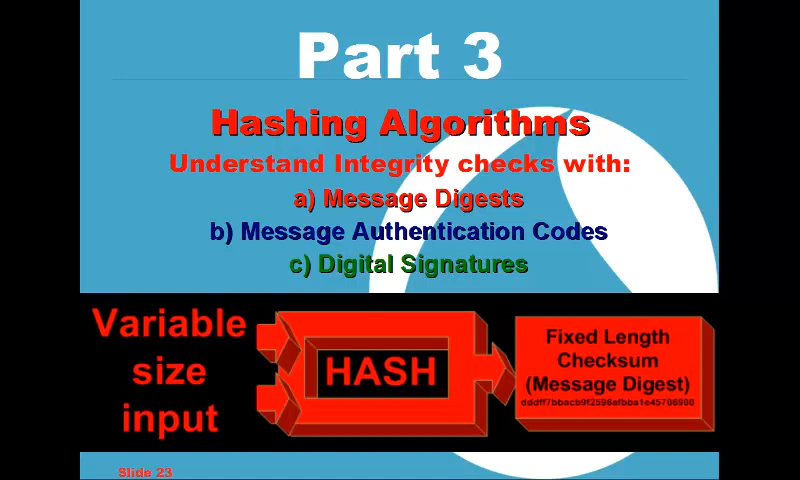 Part 3
Hashing Algorithms
Understand Integrity checks with:
a) Message Digests
b) Message Authentication Codes
c) Digital Signatures
Variable
size
input
HASH
Fixed Length
Checksum
(Message Digest)
Slide 23